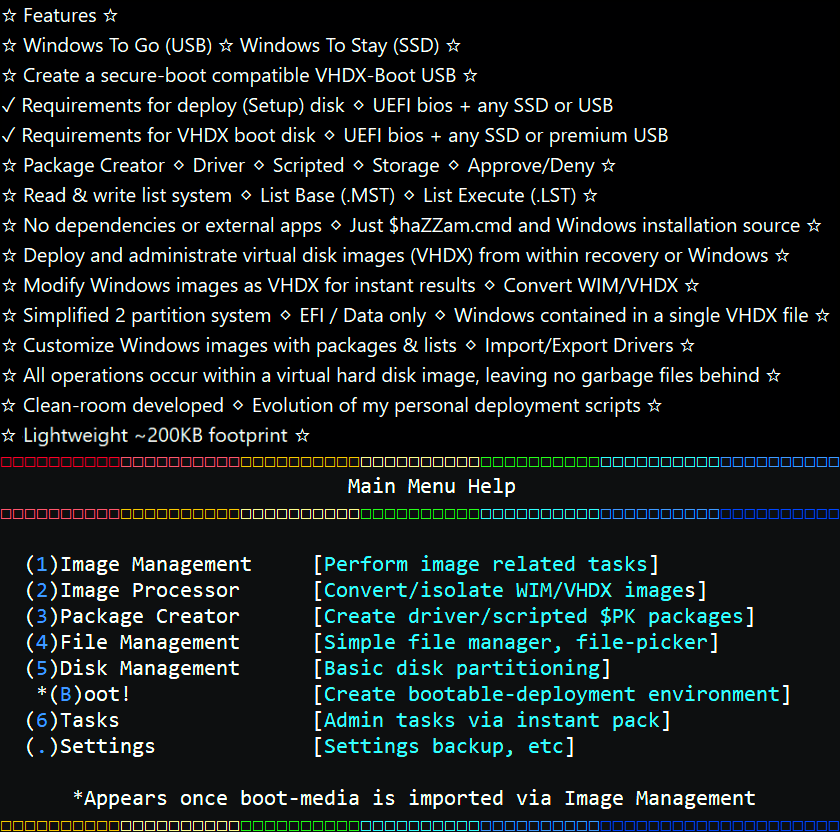 ☆ Features ☆
☆ Windows To Go (USB) ☆ Windows To Stay (SSD) ☆
☆ Create a secure-boot compatible VHDX-Boot USB ☆
✓ Requirements for deploy (Setup) disk ⋄ UEFI bios + any SSD or USB
✓ Requirements for VHDX boot disk ⋄ UEFI bios + any SSD or premium USB
☆ Package Creator ⋄ Driver ⋄ Scripted ⋄ Storage ⋄ Approve/Deny ☆
☆ Read & write list system ⋄ List Base (.MST) ⋄ List Execute (.LST) ☆
☆ No dependencies or external apps ⋄ Just $haZZam.cmd and Windows installation source ☆
☆ Deploy and administrate virtual disk images (VHDX) from within recovery or Windows ☆
☆ Modify Windows images as VHDX for instant results ⋄ Convert WIM/VHDX ☆
☆ Simplified 2 partition system ⋄ EFI / Data only ⋄ Windows contained in a single VHDX file ☆
☆ Customize Windows images with packages & lists ⋄ Import/Export Drivers ☆
☆ All operations occur within a virtual hard disk image, leaving no garbage files behind ☆
☆ Clean-room developed ⋄ Evolution of my personal deployment scripts ☆
☆ Lightweight ~200KB footprint ☆
Main Menu Help
(1)Image Management [Perform image related tasks]
(2)Image Processor [Convert/isolate WIM/VHDX images]
(3)Package Creator [Create driver/scripted $PK packages]
(4)File Management [Simple file manager, file-picker]
(5)Disk Management [Basic disk partitioning]
*(B)oot! [Create bootable-deployment environment]
(6)Tasks [Admin tasks via instant pack]
(.)Settings [Settings backup, etc]
*Appears once boot-media is imported via Image Management